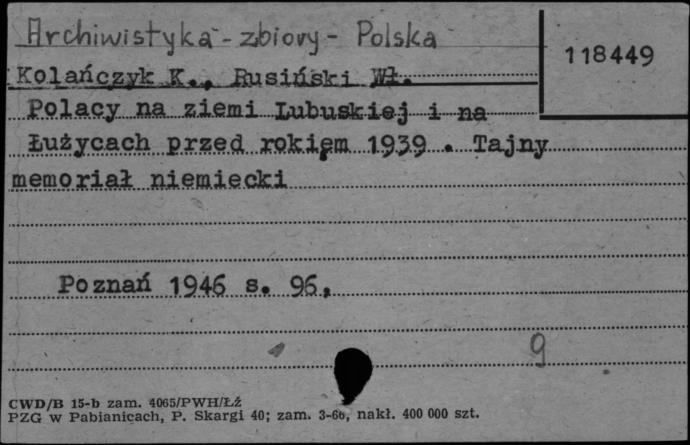 Archiwistyka - zbiory - Polska
118449
Kolańczyk K., Rusiński Wł.
Polacy na ziemi Lubuskiej i na
Łużycach przed rokiem 1939 . Tajny
memoriał niemiecki
Poznań 1946 s. 96,
9
CWD/B 15-b zam. 4065/PWH/Łź
PZG w Pabianicach, P. Skargi 40; zam. 3-66, nakł. 400 000 szt.